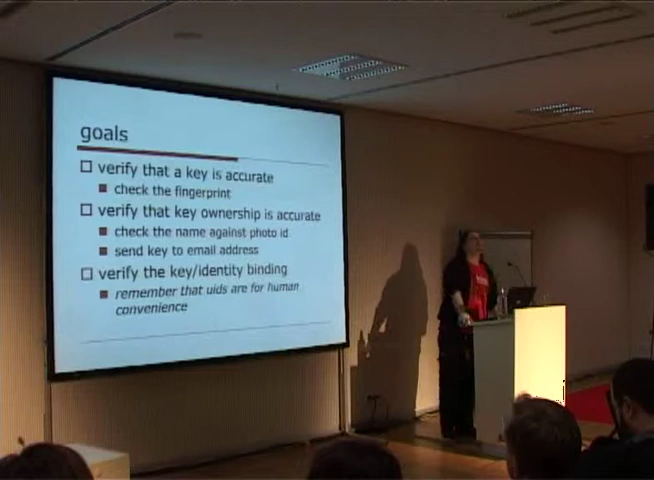 goals
verify that a key is accurate
check the fingerprint
verify that key ownership is accurate
check the name against photo id
send key to email address
verify the key/identity binding
remember that uids are for human
convenience